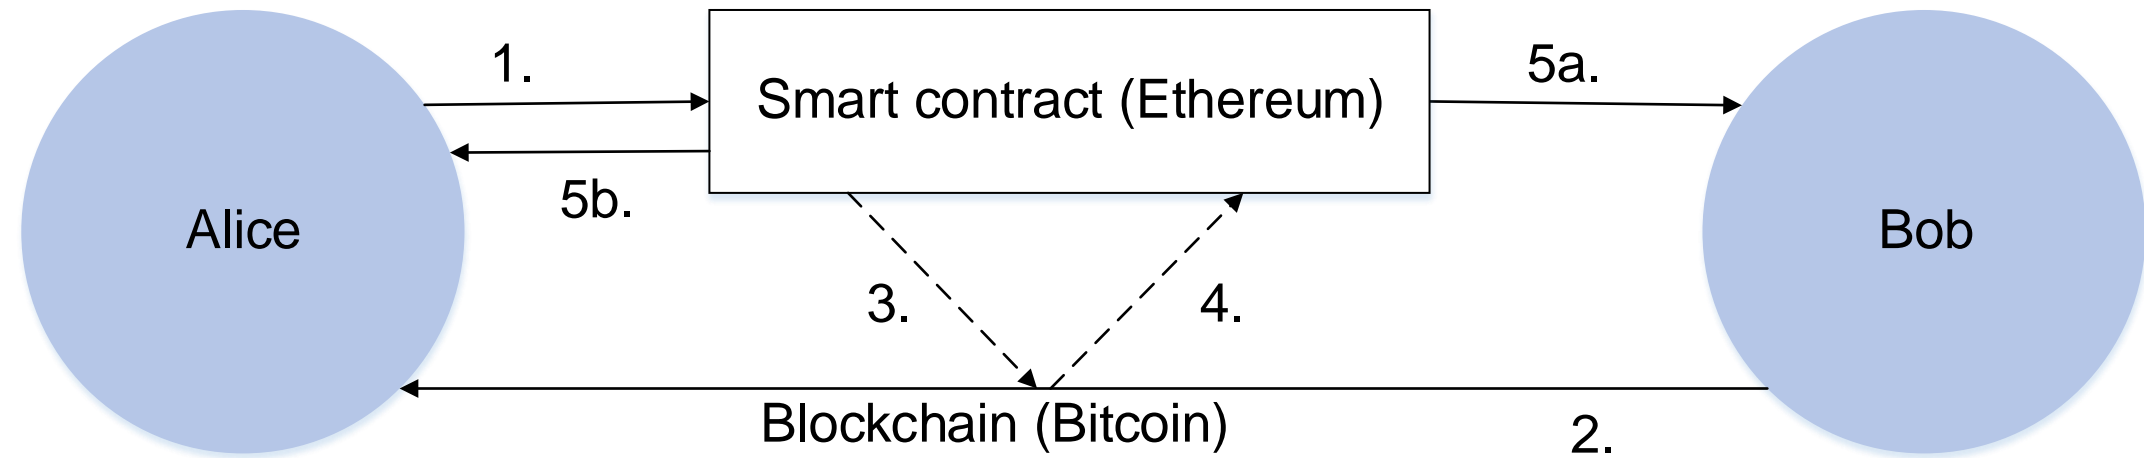 1.
Smart contract (Ethereum)
5a.
5b.
Alice
Bob
3.
4.
Blockchain (Bitcoin)
2.